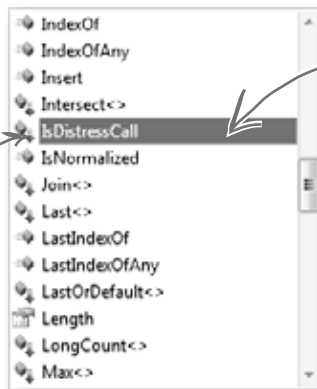 IndexOf
IndexOfAny
Insert
Intersect<>
IsDistressCall
IsNormalized
Join<>
Last<>
LastIndexOf
LastIndexOfAny
LastOrDefault<>
Length
LongCount<>
Max<>